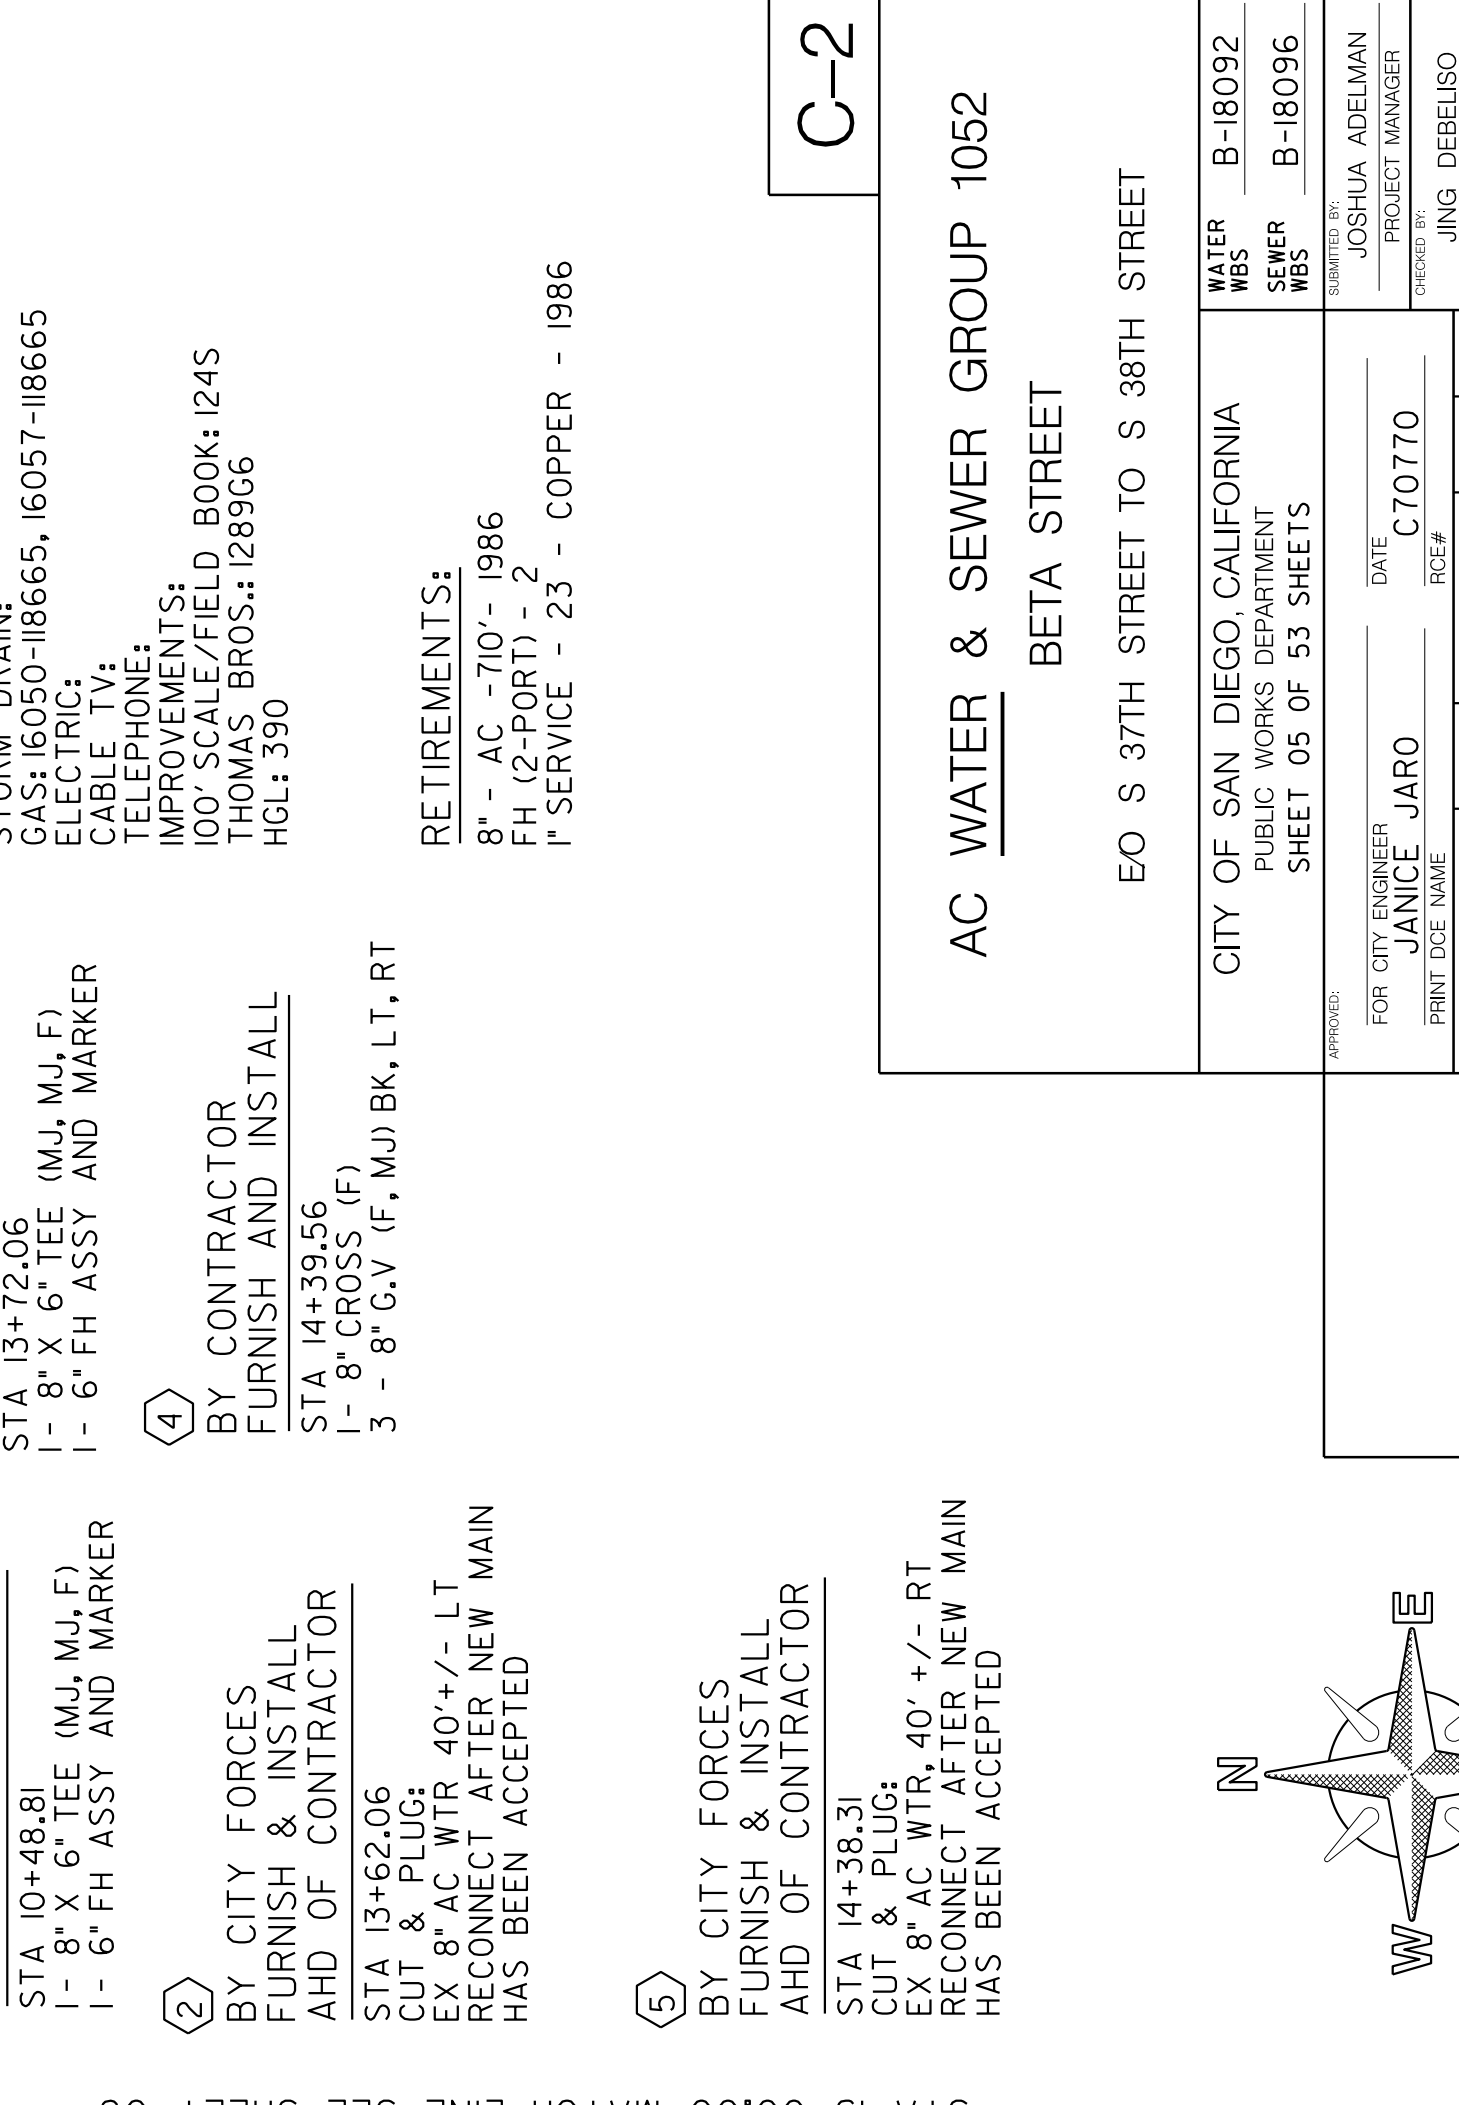 STA 10+48.81
1- 8" X 6" TEE (MJ, MJ, F)
1- 6" FH ASSY AND MARKER
2
BY CITY FORCES
FURNISH & INSTALL
AHD OF CONTRACTOR
STA 13+62.06
CUT & PLUG:
EX 8" AC WTR 40'+/- LT
RECONNECT AFTER NEW MAIN
HAS BEEN ACCEPTED
5
BY CITY FORCES
FURNISH & INSTALL
AHD OF CONTRACTOR
STA 14+38.31
CUT & PLUG:
EX 8" AC WTR, 40' +/- RT
RECONNECT AFTER NEW MAIN
HAS BEEN ACCEPTED
N
W
E
STA 13+72.06
1- 8" X 6" TEE (MJ, MJ, F)
1- 6" FH ASSY AND MARKER
4
BY CONTRACTOR
FURNISH AND INSTALL
STA 14+39.56
1- 8" CROSS (F)
3 - 8" G.V (F, MJ) BK, LT, RT
STORM DRAIN:
GAS: 16050-118665, 16057-118665
ELECTRIC:
CABLE TV:
TELEPHONE:
IMPROVEMENTS:
100' SCALE/FIELD BOOK: 124S
THOMAS BROS.: 1289G6
HGL: 390
RETIREMENTS:
8" - AC -710'- 1986
FH (2-PORT) - 2
1" SERVICE - 23 - COPPER - 1986
C-2
AC WATER & SEWER GROUP 1052
BETA STREET
E/O S 37TH STREET TO S 38TH STREET
CITY OF SAN DIEGO, CALIFORNIA
PUBLIC WORKS DEPARTMENT
SHEET 05 OF 53 SHEETS
WATER
WBS B-18092
SEWER
WBS B-18096
APPROVED:
FOR CITY ENGINEER DATE
JANICE JARO C70770
PRINT DCE NAME RCE#
SUBMITTED BY:
JOSHUA ADELMAN
PROJECT MANAGER
CHECKED BY:
JING DEBELISO